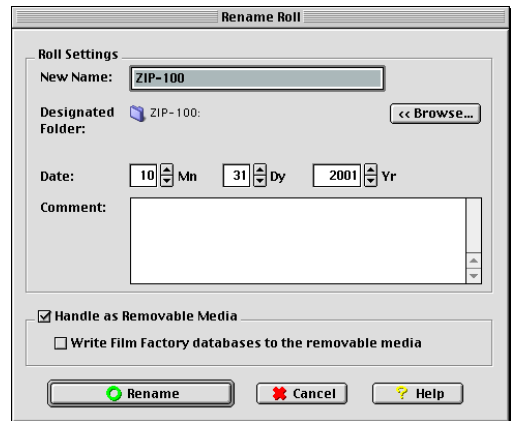 Rename Roll
Roll Settings
New Name: ZIP-100
Designated Folder: ZIP-100: << Browse...
Date: 10 Mn 31 Dy 2001 Yr
Comment:
Handle as Removable Media
Write Film Factory databases to the removable media
Rename Cancel ? Help